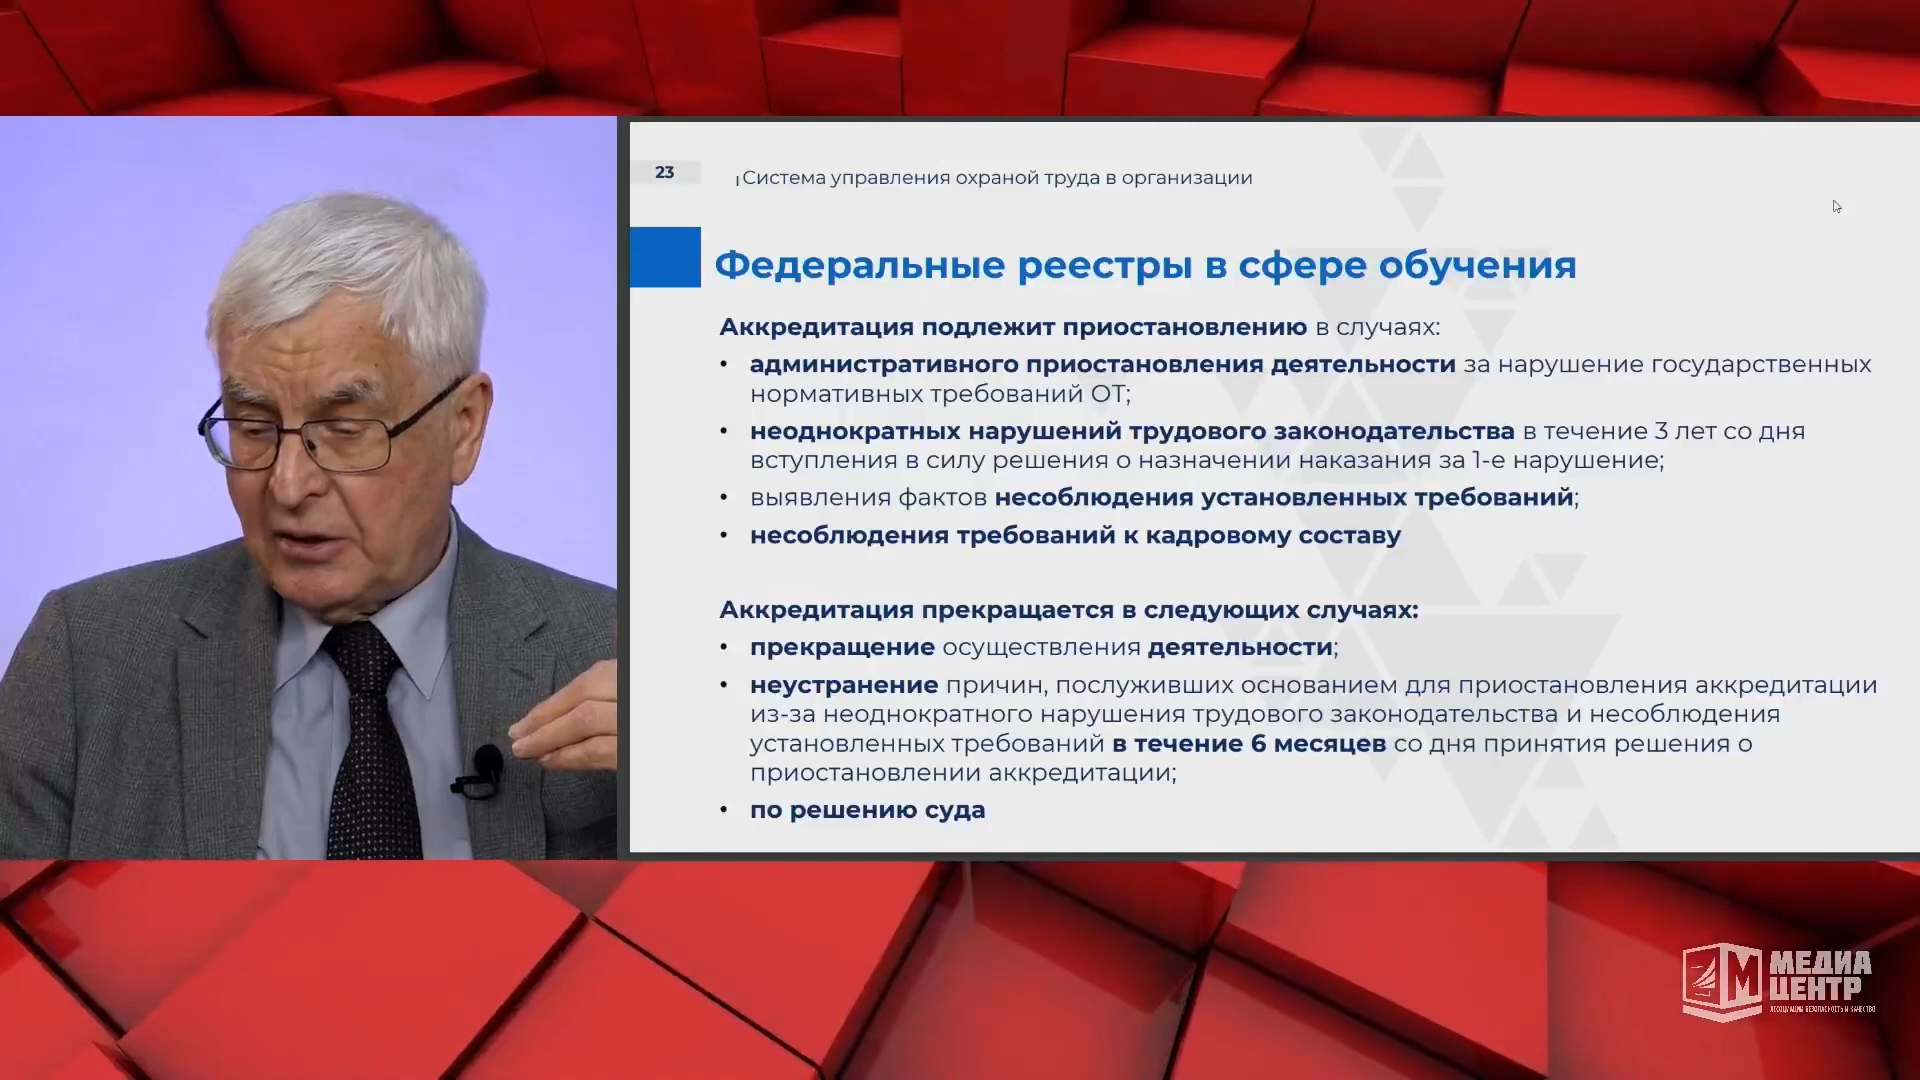 23
Система управления охраной труда в организации
Федеральные реестры в сфере обучения
Аккредитация подлежит приостановлению в случаях:
• административного приостановления деятельности за нарушение государственных
нормативных требований ОТ;
• неоднократных нарушений трудового законодательства в течение 3 лет со дня
вступления в силу решения о назначении наказания за 1-е нарушение;
• выявления фактов несоблюдения установленных требований;
• несоблюдения требований к кадровому составу
Аккредитация прекращается в следующих случаях:
• прекращение осуществления деятельности;
• неустранение причин, послуживших основанием для приостановления аккредитации
из-за неоднократного нарушения трудового законодательства и несоблюдения
установленных требований в течение 6 месяцев со дня принятия решения о
приостановлении аккредитации;
• по решению суда
МЕДИА
ЦЕНТР
АССОЦИАЦИЯ БЕЗОПАСНОСТЬ И КАЧЕСТВО